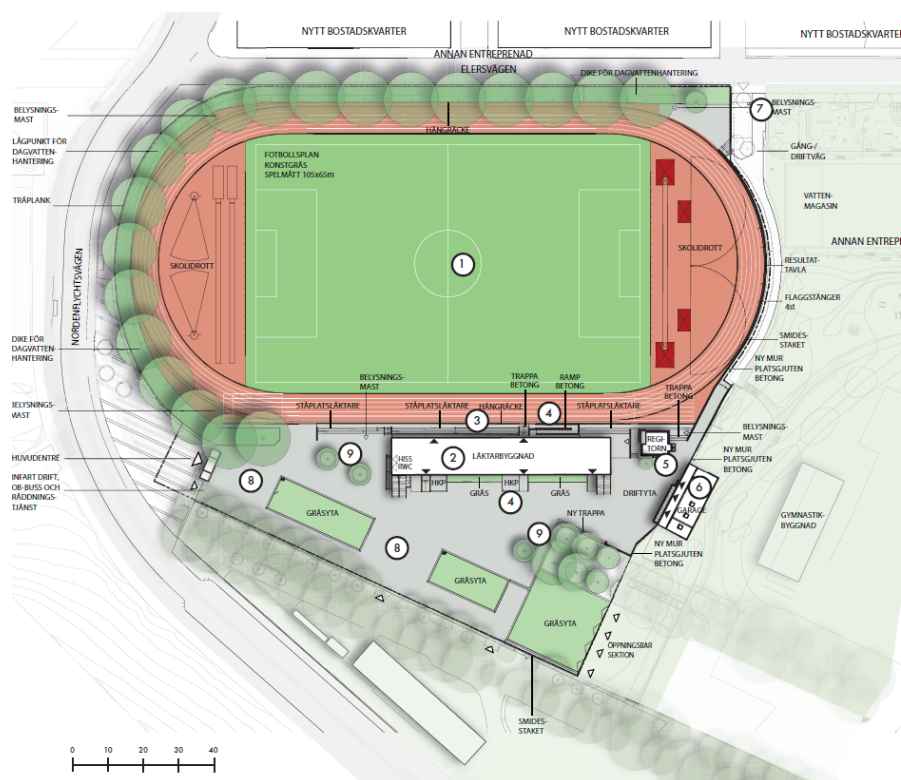 NYTT BOSTADSKVARTER
NYTT BOSTADSKVARTER
NYTT BOSTADSKVARTER
ANNAN ENTREPRENAD
ELERSVÄGEN
DIKE FÖR DAGVATTENHANTERING
BELYSNINGS-
MAST
LÅGPUNKT FÖR
DAGVATTEN-
HANTERING
TRÄPLANK
NORDENFLYCHTSVÄGEN
DIKE FÖR
DAGVATTEN
HANTERING
BELYSNINGS-
MAST
HUVUDENTRE
INFART DRIFT,
OB-BUSS OCH
RÄDDNINGS-
TJÄNST
HÄNGRÄCKE
FOTBOLLSPLAN
KONSTGRÄS
SPELMÅTT 105x65m
SKOLIDROTT
1
SKOLIDROTT
BELYSNINGS-
MAST
7
GÅNG-/
DRIFTVÄG
VATTEN-
MAGASIN
ANNAN ENTREPR
RESULTAT-
TAVLA
FLAGGSTÄNGER
4st
SMIDES-
STAKET
NY MUR
PLATSGJUTEN
BETONG
BELYSNINGS-
MAST
TRAPPA
BETONG
RAMP
BETONG
TRAPPA
BETONG
STÅPLATSLÄKTARE
STÅPLATSLÄKTARE
HÄNGRÄCKE
STÅPLATSLÄKTARE
3
4
BELYSNINGS-
MAST
REGI-
TORN
NY MUR
PLATSGJUTEN
BETONG
9
HISS
RWC
2
LÄKTARBYGGNAD
5
8
HKP
HKP
GRÄS
GRÄS
4
DRIFTYTA
6
GARAGE
GYMNASTIK-
BYGGNAD
GRÄSYTA
NY TRAPPA
9
8
NY MUR
PLATSGJUTEN
BETONG
GRÄSYTA
GRÄSYTA
ÖPPNINGSBAR
SEKTION
SMIDES-
STAKET
0 10 20 30 40